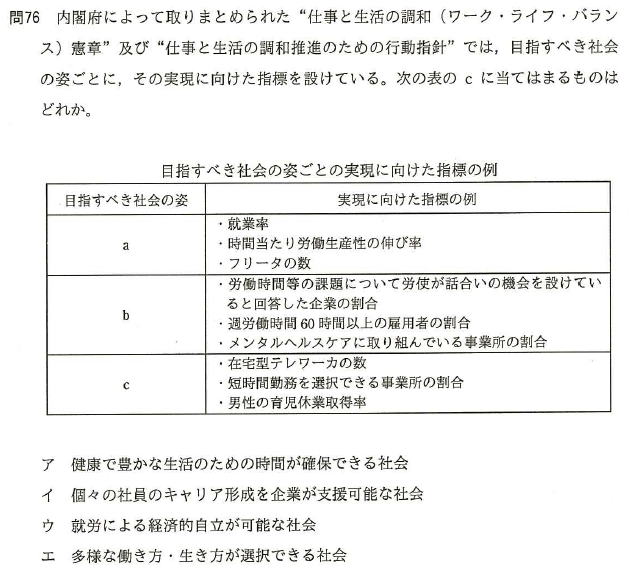 問76 内閣府によって取りまとめられた“仕事と生活の調和（ワーク・ライフ・バラン
ス）憲章”及び“仕事と生活の調和推進のための行動指針”では，目指すべき社会
の姿ごとに，その実現に向けた指標を設けている。次の表の c に当てはまるものは
どれか。
目指すべき社会の姿ごとの実現に向けた指標の例
目指すべき社会の姿 実現に向けた指標の例
a
・就業率
・時間当たり労働生産性の伸び率
・フリータの数
b
・労働時間等の課題について労使が話合いの機会を設けてい
ると回答した企業の割合
・週労働時間 60 時間以上の雇用者の割合
・メンタルヘルスケアに取り組んでいる事業所の割合
c
・在宅型テレワーカの数
・短時間勤務を選択できる事業所の割合
・男性の育児休業取得率
ア 健康で豊かな生活のための時間が確保できる社会
イ 個々の社員のキャリア形成を企業が支援可能な社会
ウ 就労による経済的自立が可能な社会
エ 多様な働き方・生き方が選択できる社会